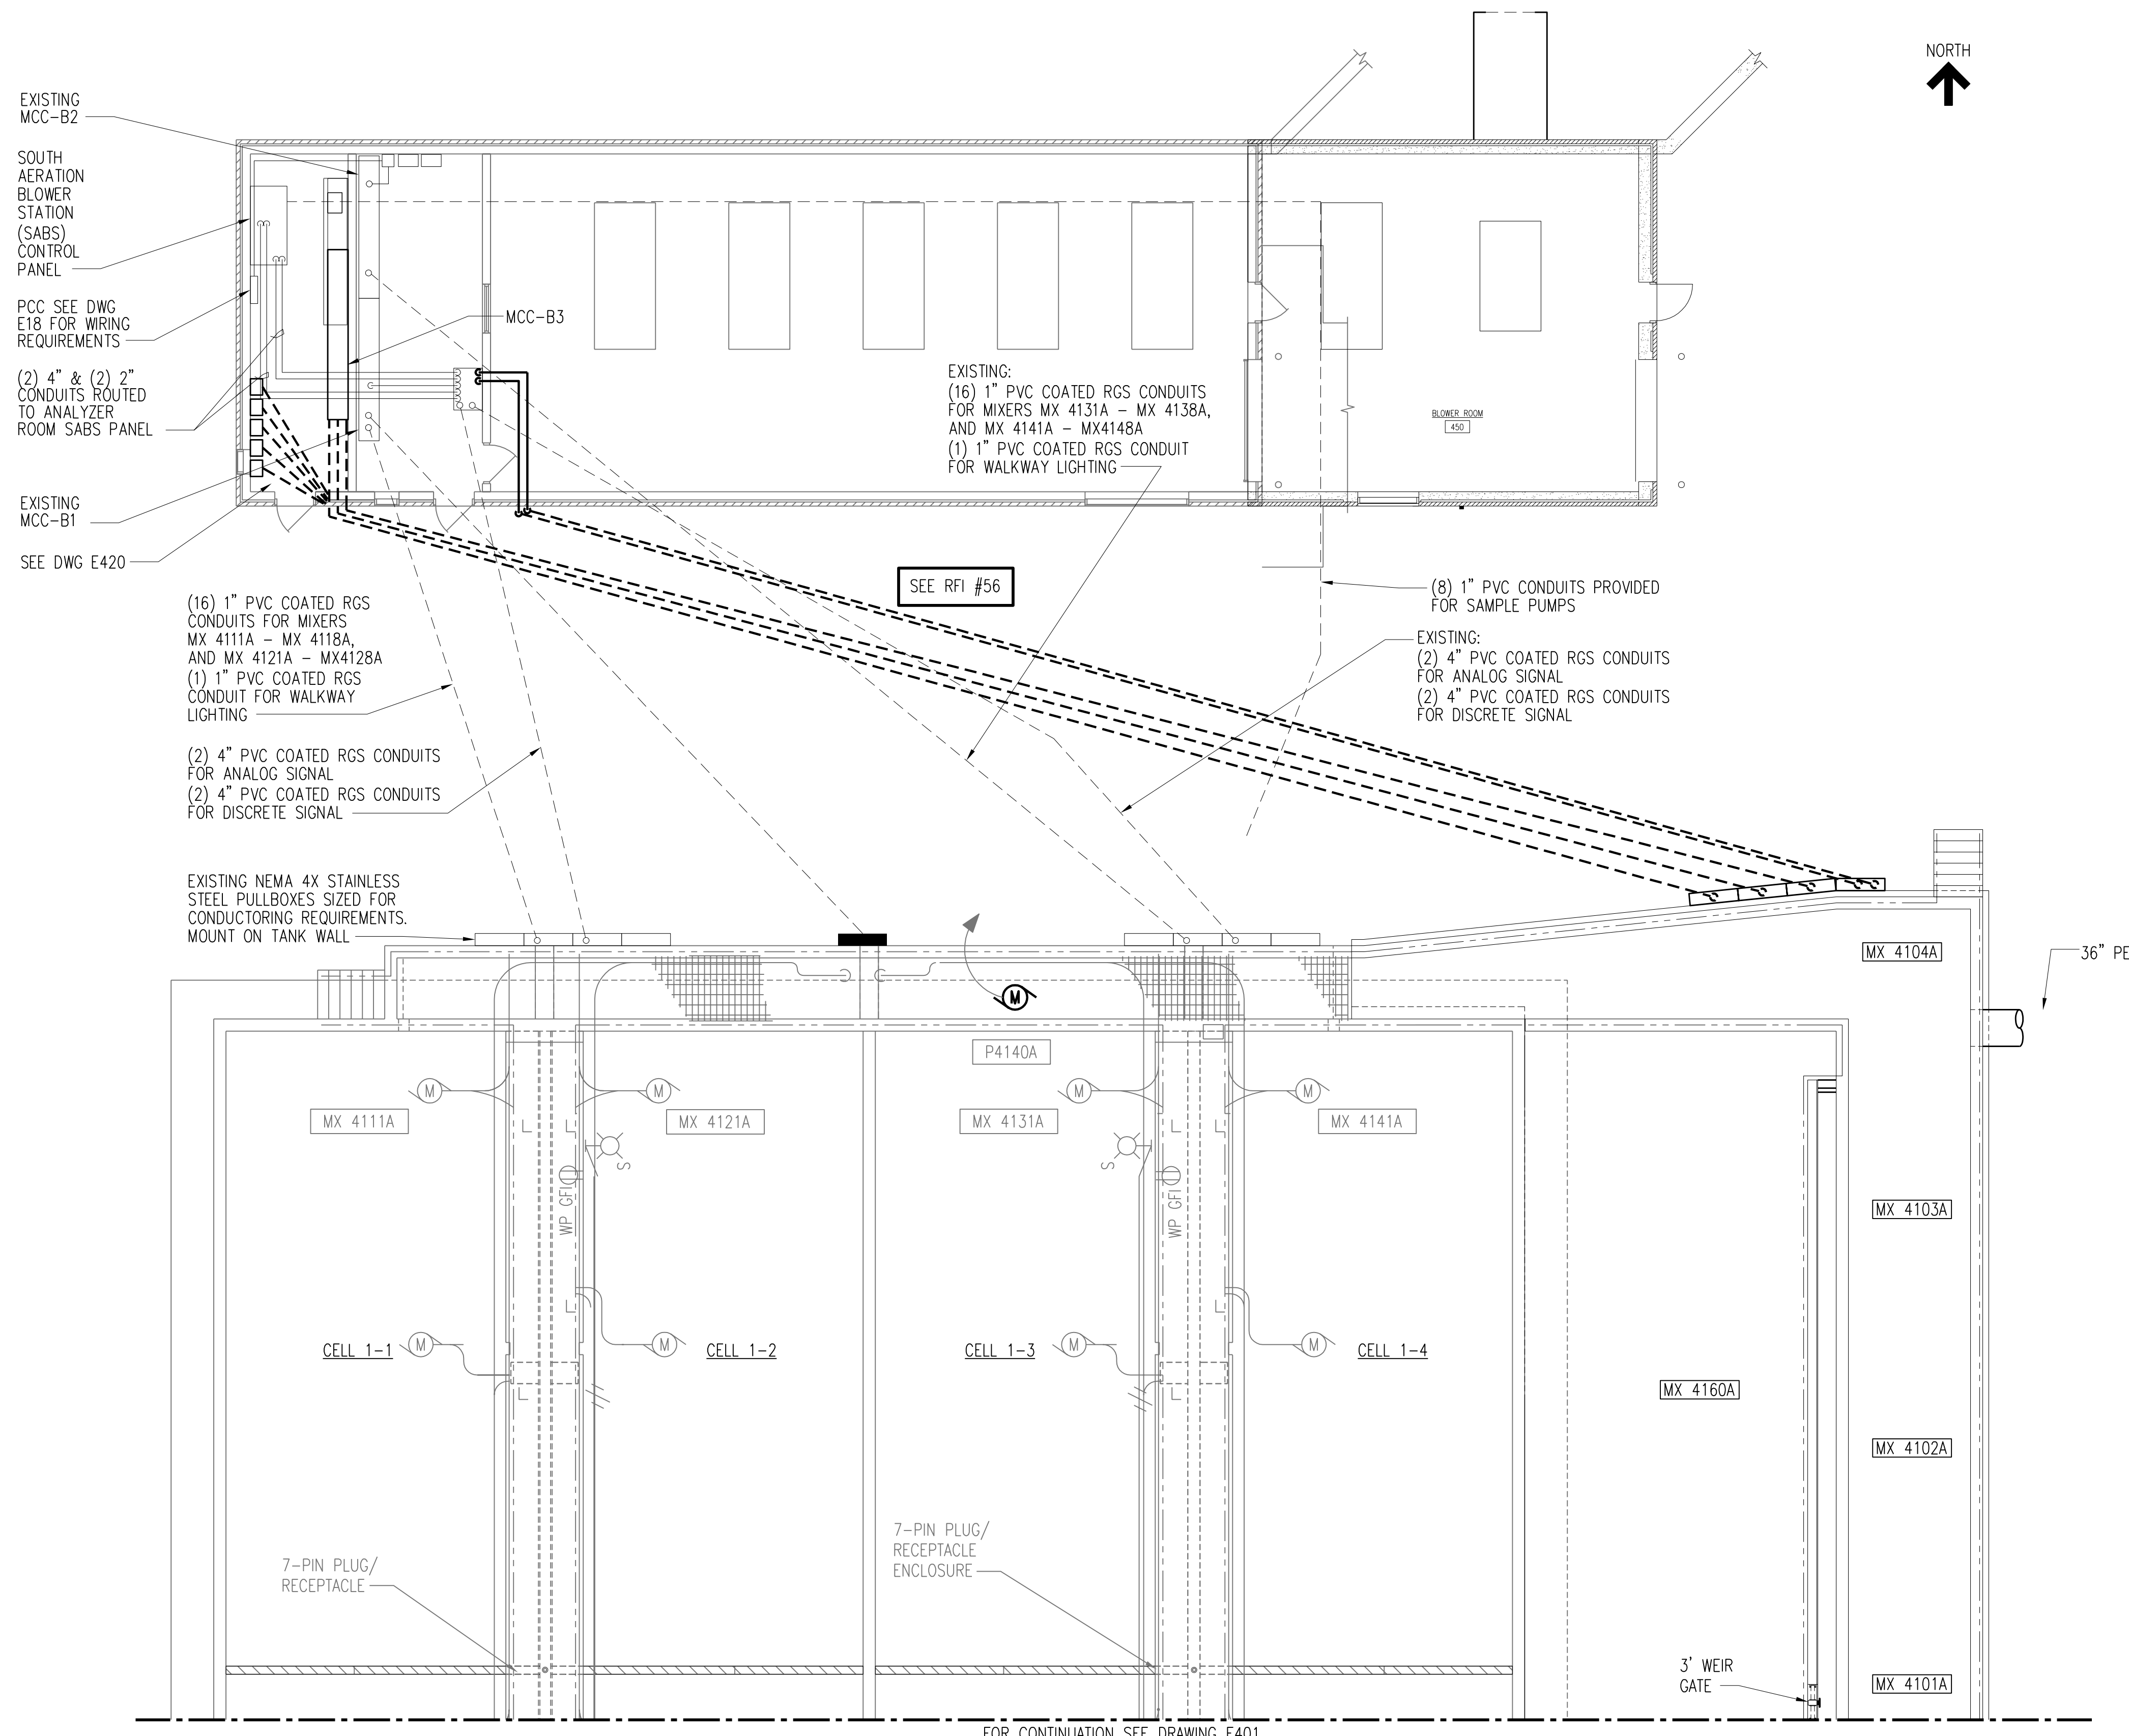 NORTH
EXISTING
MCC-B2
SOUTH
AERATION
BLOWER
STATION
(SABS)
CONTROL
PANEL
PCC SEE DWG
E18 FOR WIRING
REQUIREMENTS
(2) 4" & (2) 2"
CONDUITS ROUTED
TO ANALYZER
ROOM SABS PANEL
EXISTING
MCC-B1
SEE DWG E420
MCC-B3
EXISTING:
(16) 1" PVC COATED RGS CONDUITS
FOR MIXERS MX 4131A - MX 4138A,
AND MX 4141A - MX4148A
(1) 1" PVC COATED RGS CONDUIT
FOR WALKWAY LIGHTING
BLOWER ROOM
450
SEE RFI #56
(8) 1" PVC CONDUITS PROVIDED
FOR SAMPLE PUMPS
EXISTING:
(2) 4" PVC COATED RGS CONDUITS
FOR ANALOG SIGNAL
(2) 4" PVC COATED RGS CONDUITS
FOR DISCRETE SIGNAL
(16) 1" PVC COATED RGS
CONDUITS FOR MIXERS
MX 4111A - MX 4118A,
AND MX 4121A - MX4128A
(1) 1" PVC COATED RGS
CONDUIT FOR WALKWAY
LIGHTING
(2) 4" PVC COATED RGS CONDUITS
FOR ANALOG SIGNAL
(2) 4" PVC COATED RGS CONDUITS
FOR DISCRETE SIGNAL
EXISTING NEMA 4X STAINLESS
STEEL PULLBOXES SIZED FOR
CONDUCTORING REQUIREMENTS.
MOUNT ON TANK WALL
MX 4104A
36" PE
M
P4140A
M
M
M
M
MX 4111A
MX 4121A
MX 4131A
MX 4141A
L
L
L
L
S
S
WP GFI
WP GFI
MX 4103A
L
L
CELL 1-1
M
M
CELL 1-2
CELL 1-3
M
M
CELL 1-4
L
L
MX 4160A
MX 4102A
7-PIN PLUG/
RECEPTACLE
7-PIN PLUG/
RECEPTACLE
ENCLOSURE
3' WEIR
GATE
MX 4101A
FOR CONTINUATION SEE DRAWING E401